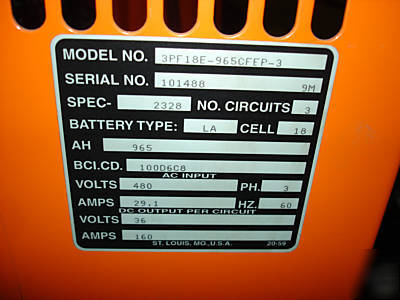 MODEL NO. 3PF18E-965CFEP-3
SERIAL NO. 101488 9M
SPEC- 2328 NO. CIRCUITS 3
BATTERY TYPE: LA CELL 18
AH 965
BCI.CD. 100D6C8
AC INPUT
VOLTS 480 PH. 3
AMPS 29.1 HZ. 60
DC OUTPUT PER CIRCUIT
VOLTS 36
AMPS 160
ST. LOUIS, MO., U.S.A. 20-59